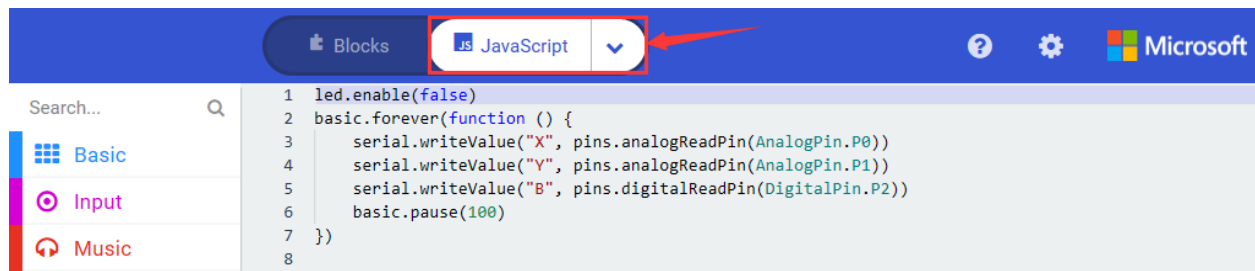 Blocks
JS JavaScript
Microsoft
Search...
Basic
Input
Music
1 led.enable(false)
2 basic.forever(function () {
3     serial.writeValue("X", pins.analogReadPin(AnalogPin.P0))
4     serial.writeValue("Y", pins.analogReadPin(AnalogPin.P1))
5     serial.writeValue("B", pins.digitalReadPin(DigitalPin.P2))
6     basic.pause(100)
7 })
8